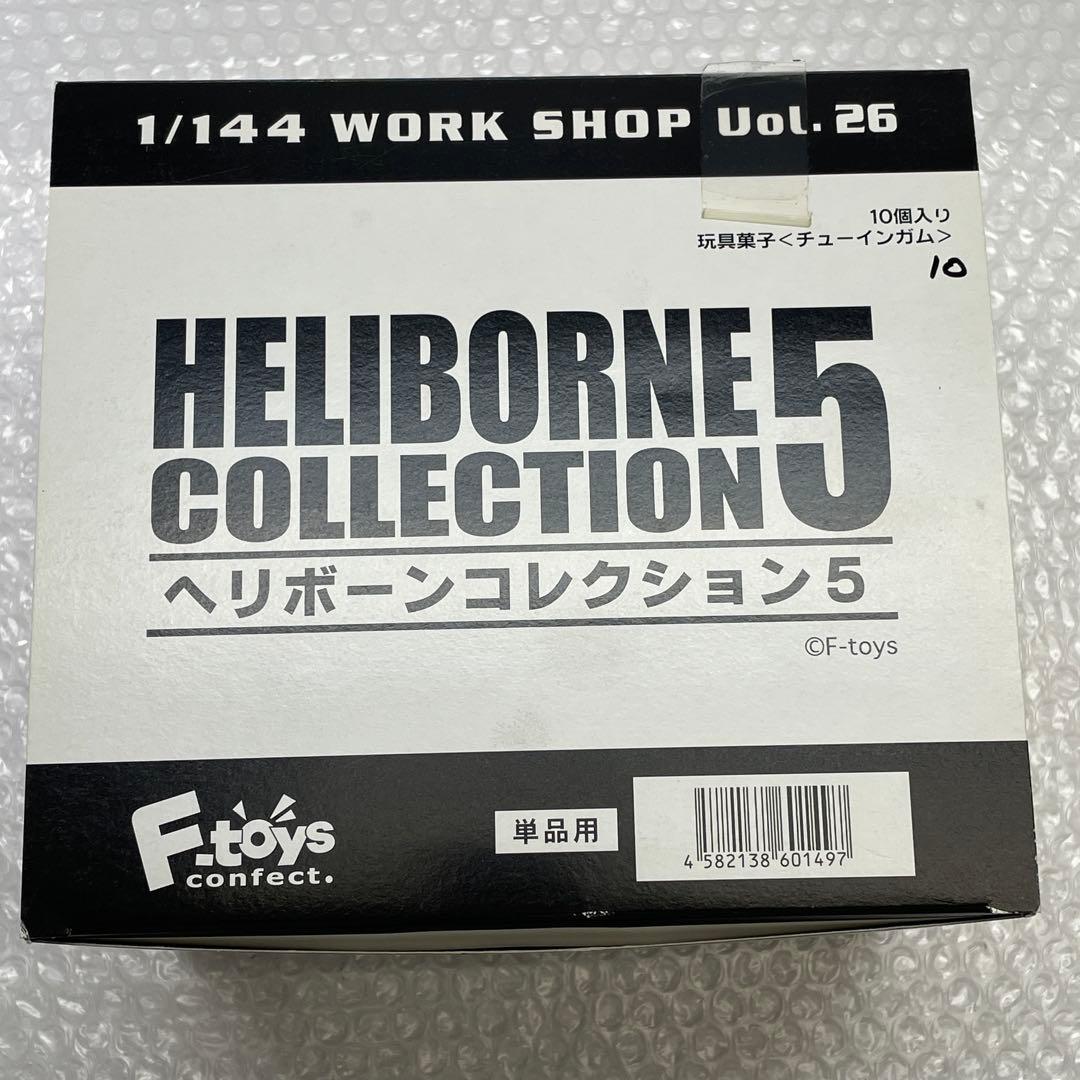 1/144 WORK SHOP Vol. 26
10個入り
玩具菓子<チューインガム>
10
HELIBORNE 5
COLLECTION
ヘリボーンコレクション5
©F-toys
F-toys
confect.
単品用
4 582138 601497